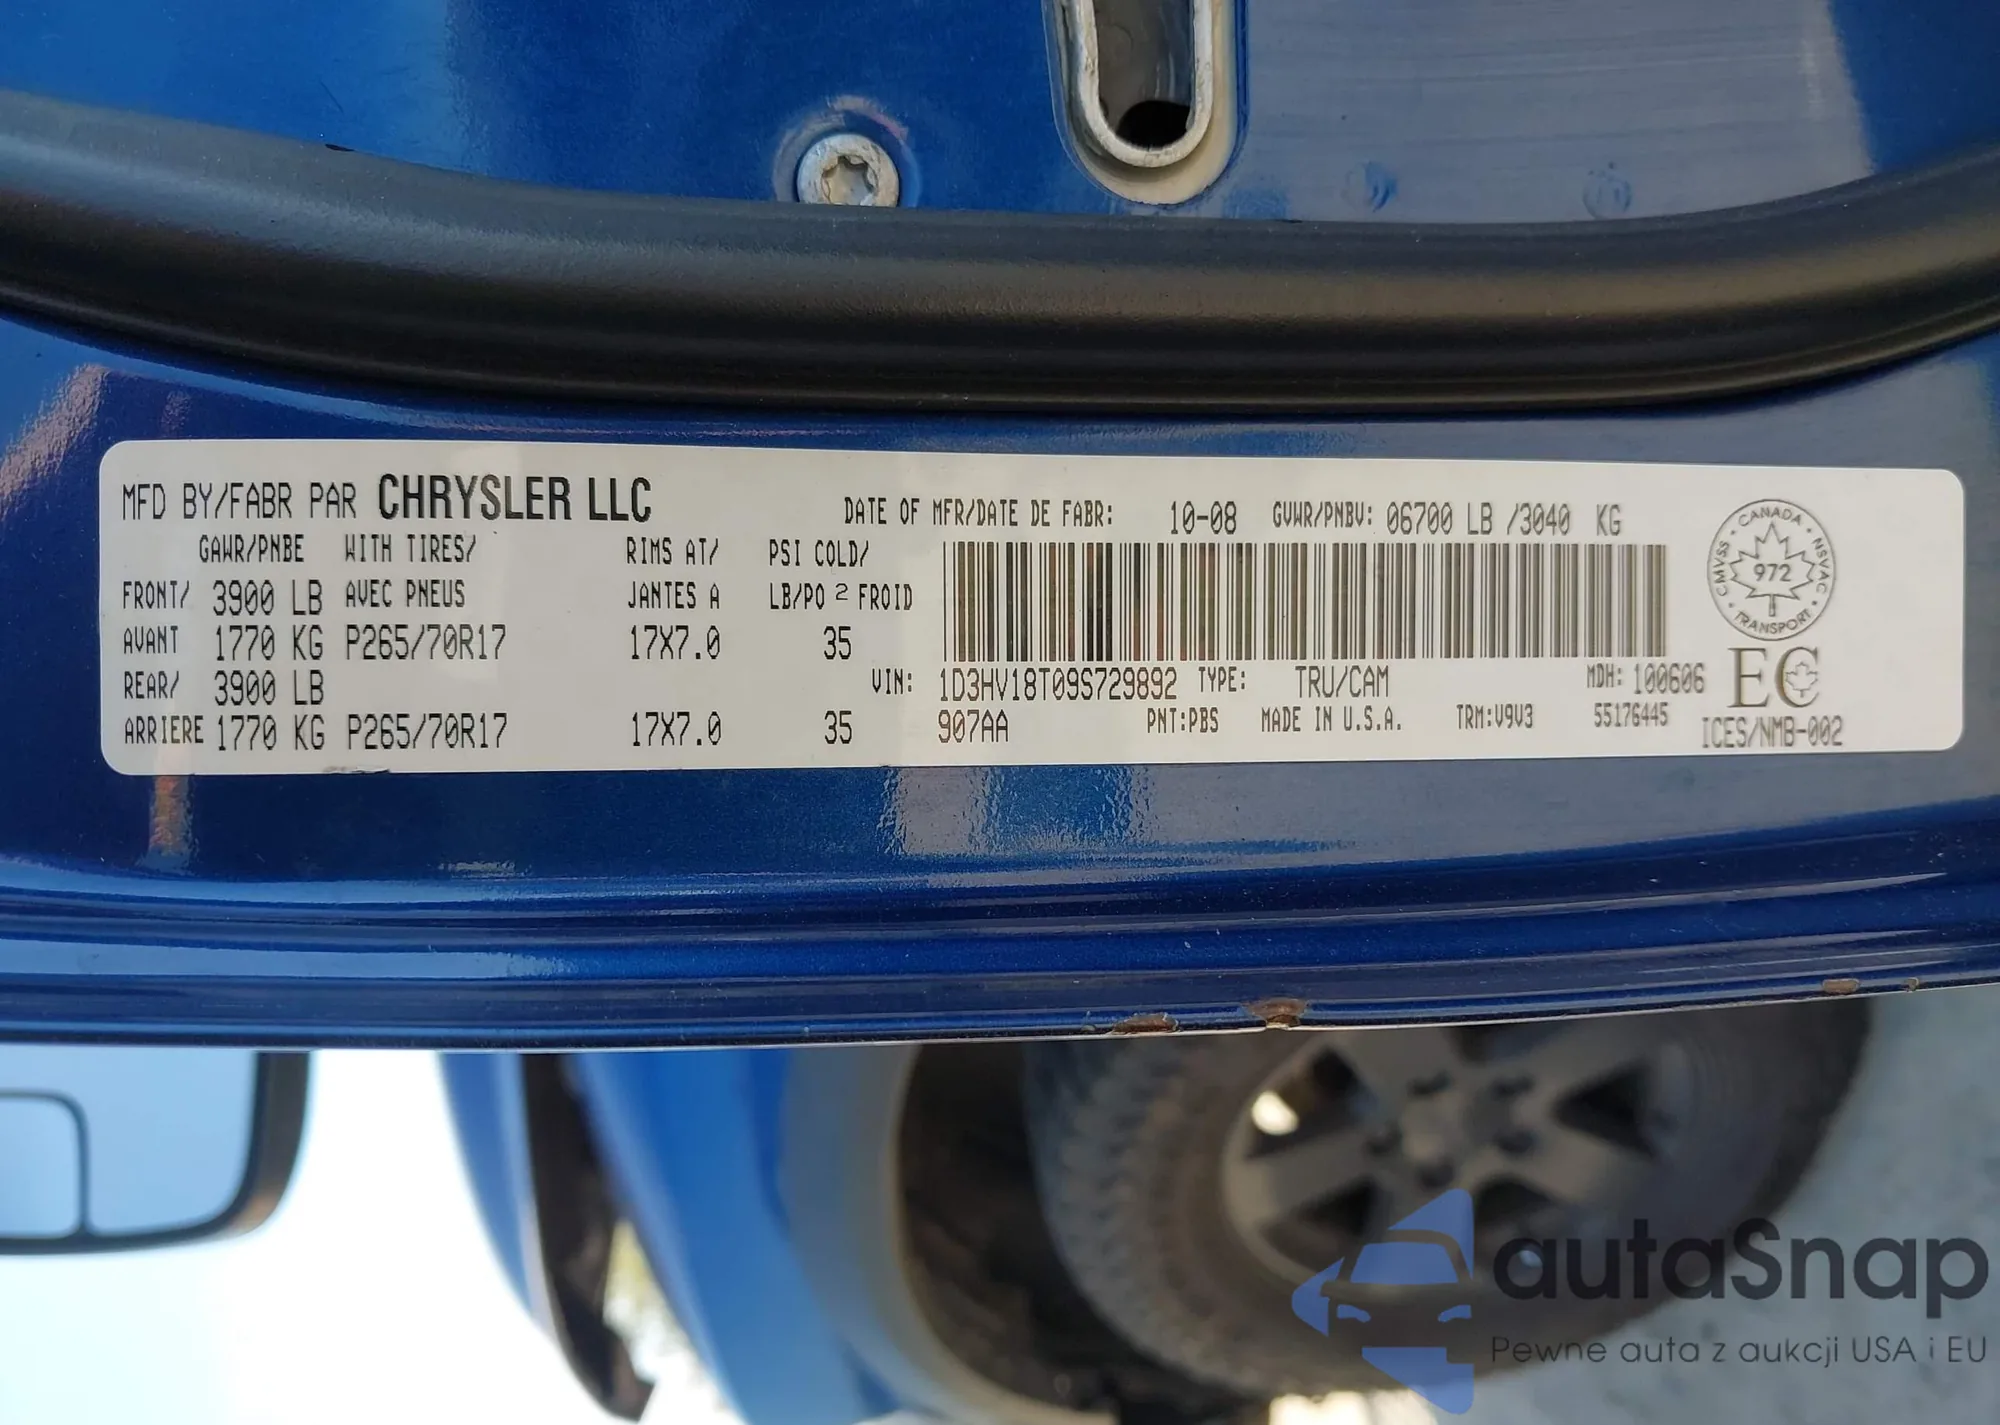 MFD BY/FABR PAR CHRYSLER LLC DATE OF MFR/DATE DE FABR: 10-08 GVWR/PNBV: 06700 LB /3040 KG
GAWR/PNBE WITH TIRES/ RIMS AT/ PSI COLD/
FRONT/ 3900 LB AVEC PNEUS JANTES A LB/PO 2 FROID
AVANT 1770 KG P265/70R17 17X7.0 35
REAR/ 3900 LB VIN: 1D3HV18T09S729892 TYPE: TRU/CAM MDH: 100606
ARRIERE 1770 KG P265/70R17 17X7.0 35 907AA PNT:PBS MADE IN U.S.A. TRM:V9V3 55176445
CANADA
CMVSS NSVAC
972
TRANSPORT
EC
ICES/NMB-002
autaSnap
Pewne auta z aukcji USA i EU